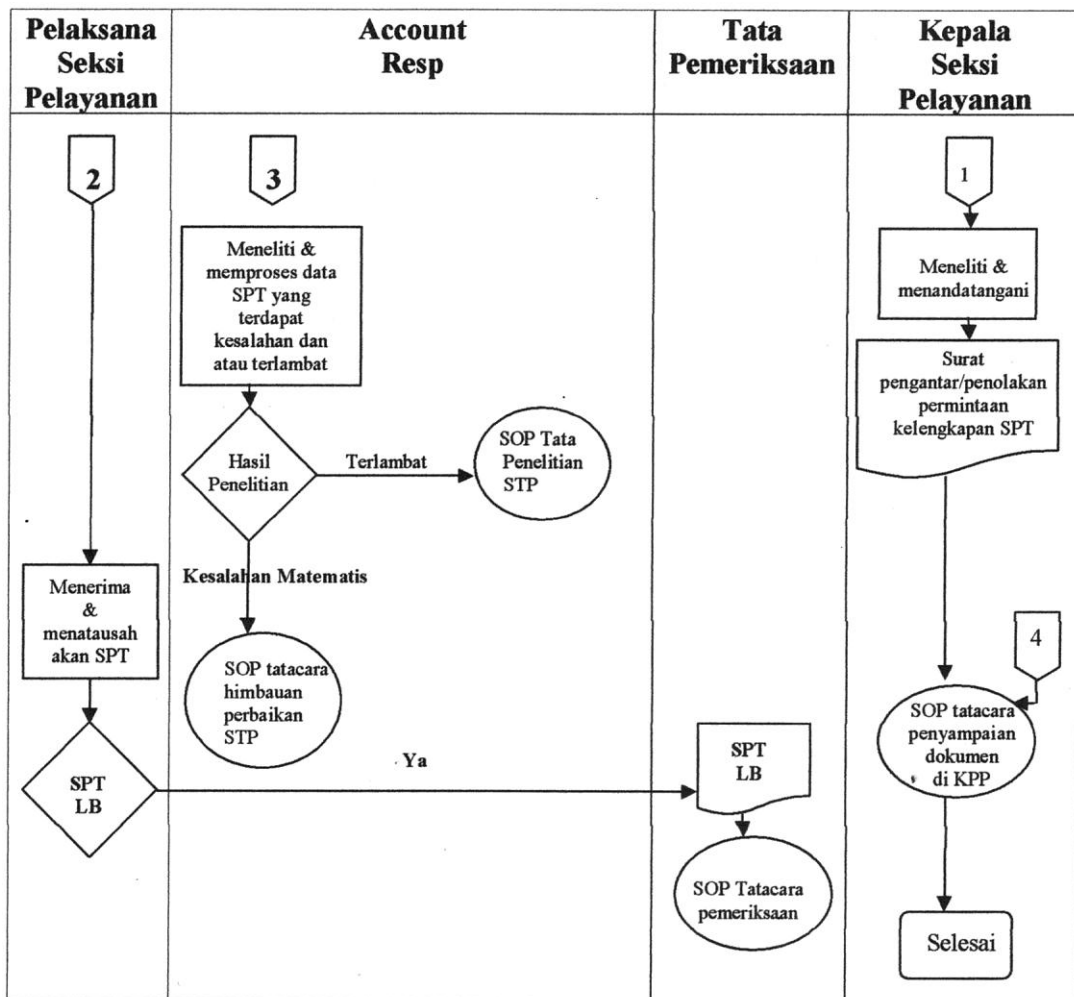 Pelaksana
Seksi
Pelayanan
Account
Resp
Tata
Pemeriksaan
Kepala
Seksi
Pelayanan
2
3
1
Meneliti &
memproses data
SPT yang
terdapat
kesalahan dan
atau terlambat
Meneliti &
menandatangani
Surat
pengantar/penolakan
permintaan
kelengkapan SPT
Hasil
Penelitian
Terlambat
SOP Tata
Penelitian
STP
Kesalahan Matematis
Menerima
&
menatausah
akan SPT
SOP tatacara
himbauan
perbaikan
STP
4
SOP tatacara
penyampaian
dokumen
di KPP
SPT
LB
Ya
SPT
LB
SOP Tatacara
pemeriksaan
Selesai